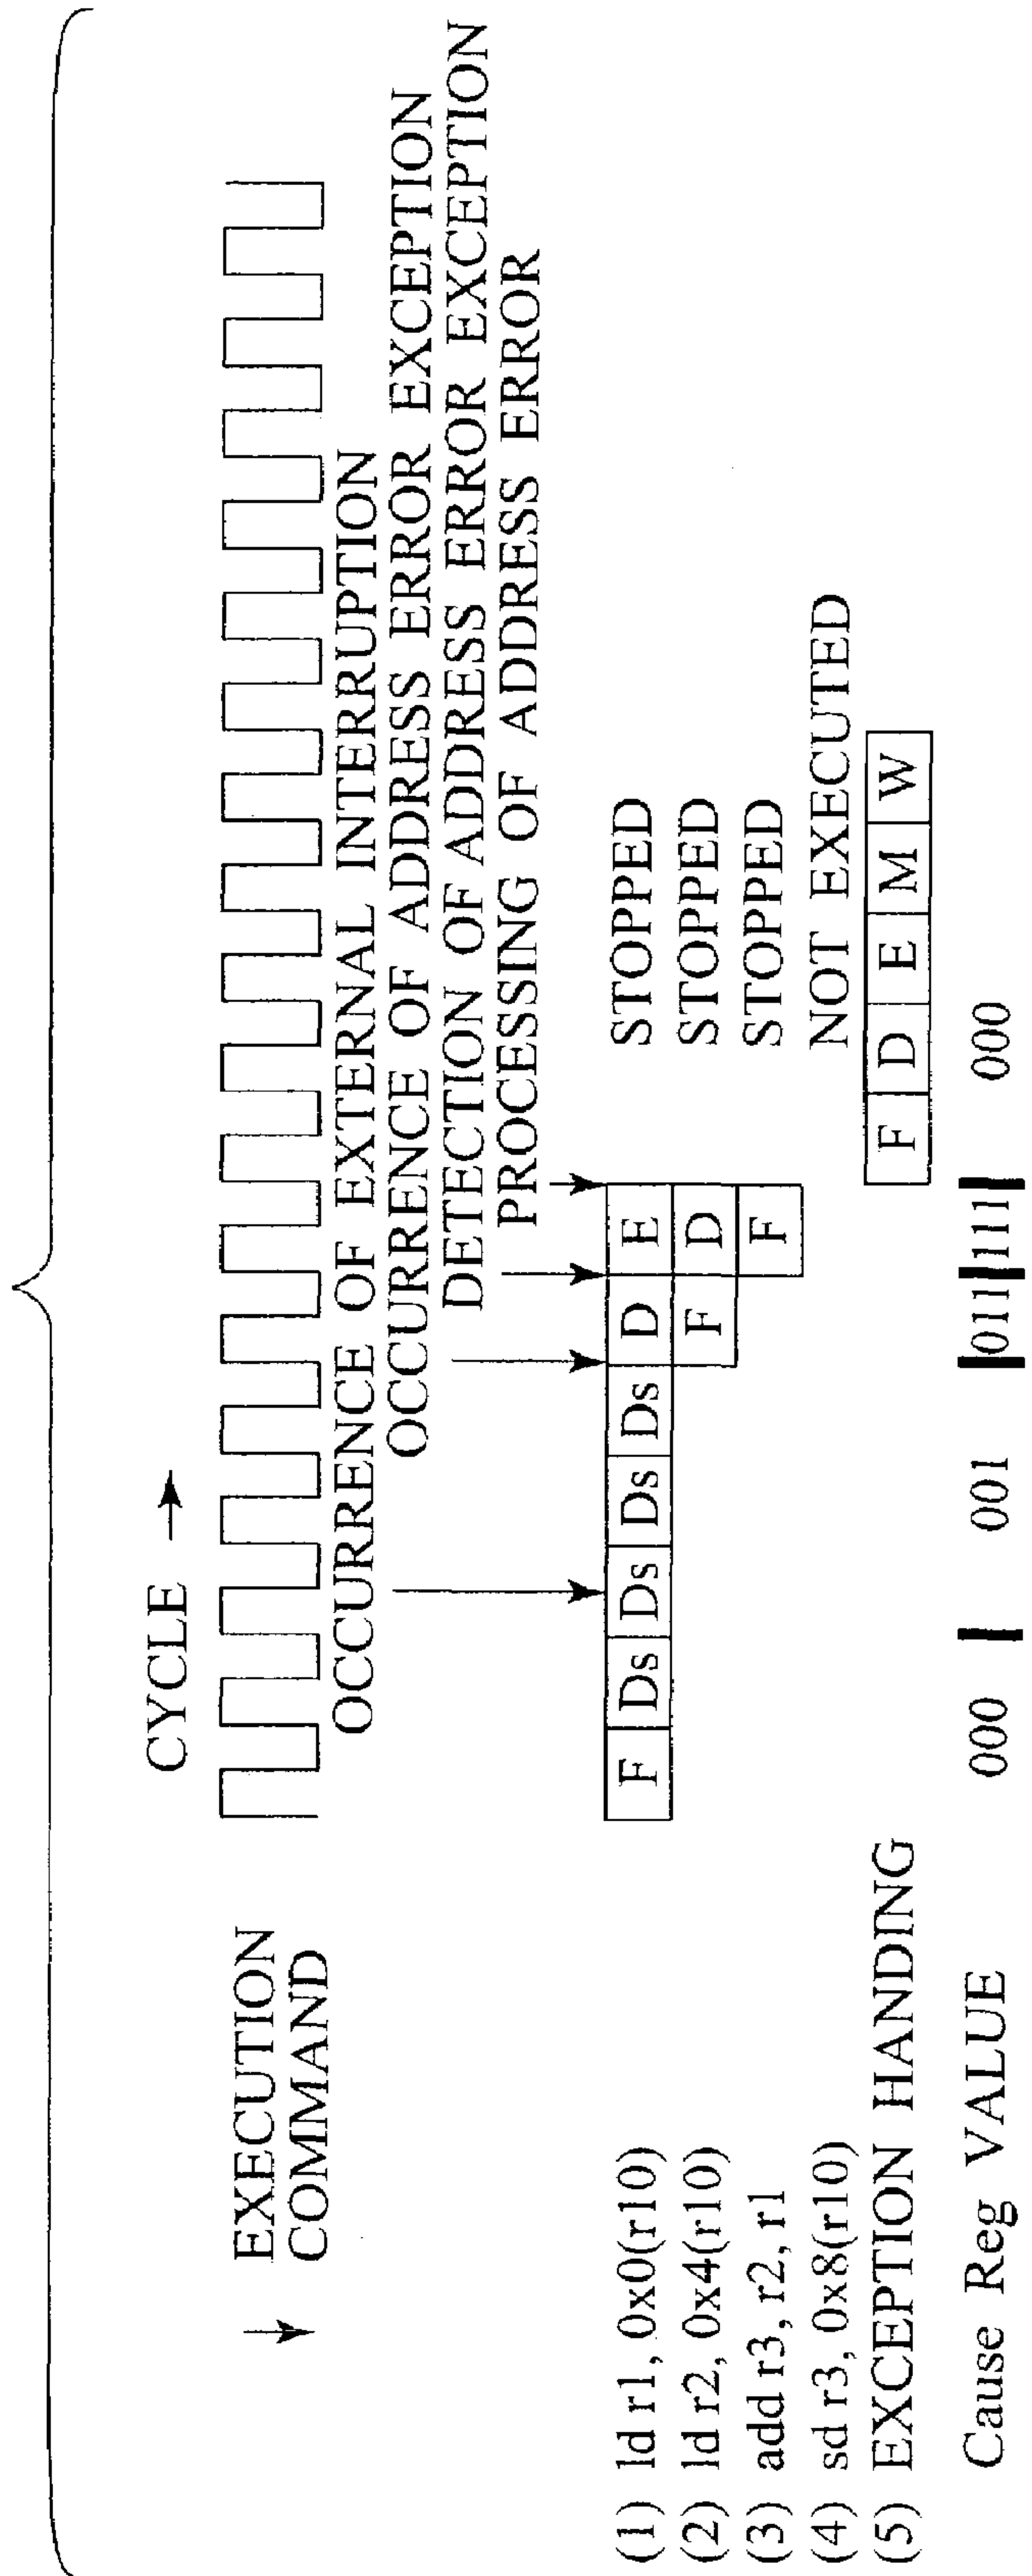 CYCLE →
↓ EXECUTION
COMMAND
OCCURRENCE OF EXTERNAL INTERRUPTION
OCCURRENCE OF ADDRESS ERROR EXCEPTION
DETECTION OF ADDRESS ERROR EXCEPTION
PROCESSING OF ADDRESS ERROR
(1) ld r1, 0x0(r10) F Ds Ds Ds Ds D E STOPPED
(2) ld r2, 0x4(r10) F D STOPPED
(3) add r3, r2, r1 F STOPPED
(4) sd r3, 0x8(r10) NOT EXECUTED
(5) EXCEPTION HANDING F D E M W
Cause Reg VALUE 000 001 011 111 000